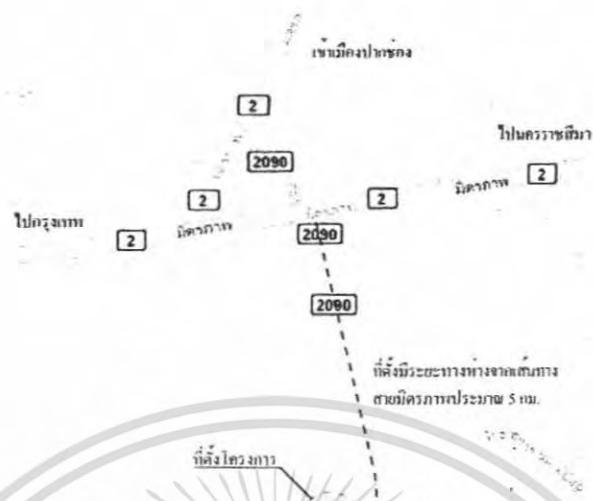 เข้าเมืองปากช่อง
2
ไปนครราชสีมา
2090
2
มิตรภาพ
2
2
ไปกรุงเทพ
มิตรภาพ
2
2090
2090
ที่ตั้งมีระยะทางห่างจากเส้นทาง
สายมิตรภาพประมาณ 5 กม.
ที่ตั้งโครงการ